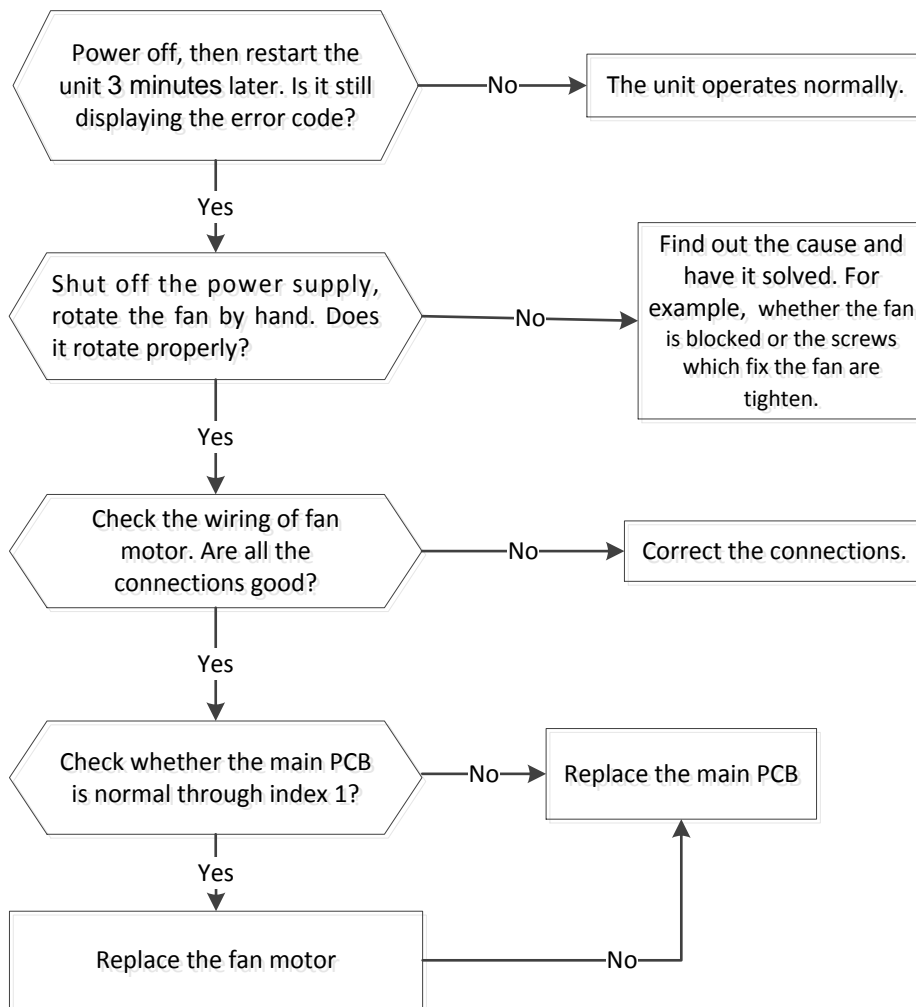 Power off, then restart the
unit 3 minutes later. Is it still
displaying the error code?
No
The unit operates normally.
Yes
Shut off the power supply,
rotate the fan by hand. Does
it rotate properly?
No
Find out the cause and
have it solved. For
example, whether the fan
is blocked or the screws
which fix the fan are
tighten.
Yes
Check the wiring of fan
motor. Are all the
connections good?
No
Correct the connections.
Yes
Check whether the main PCB
is normal through index 1?
No
Replace the main PCB
Yes
Replace the fan motor
No